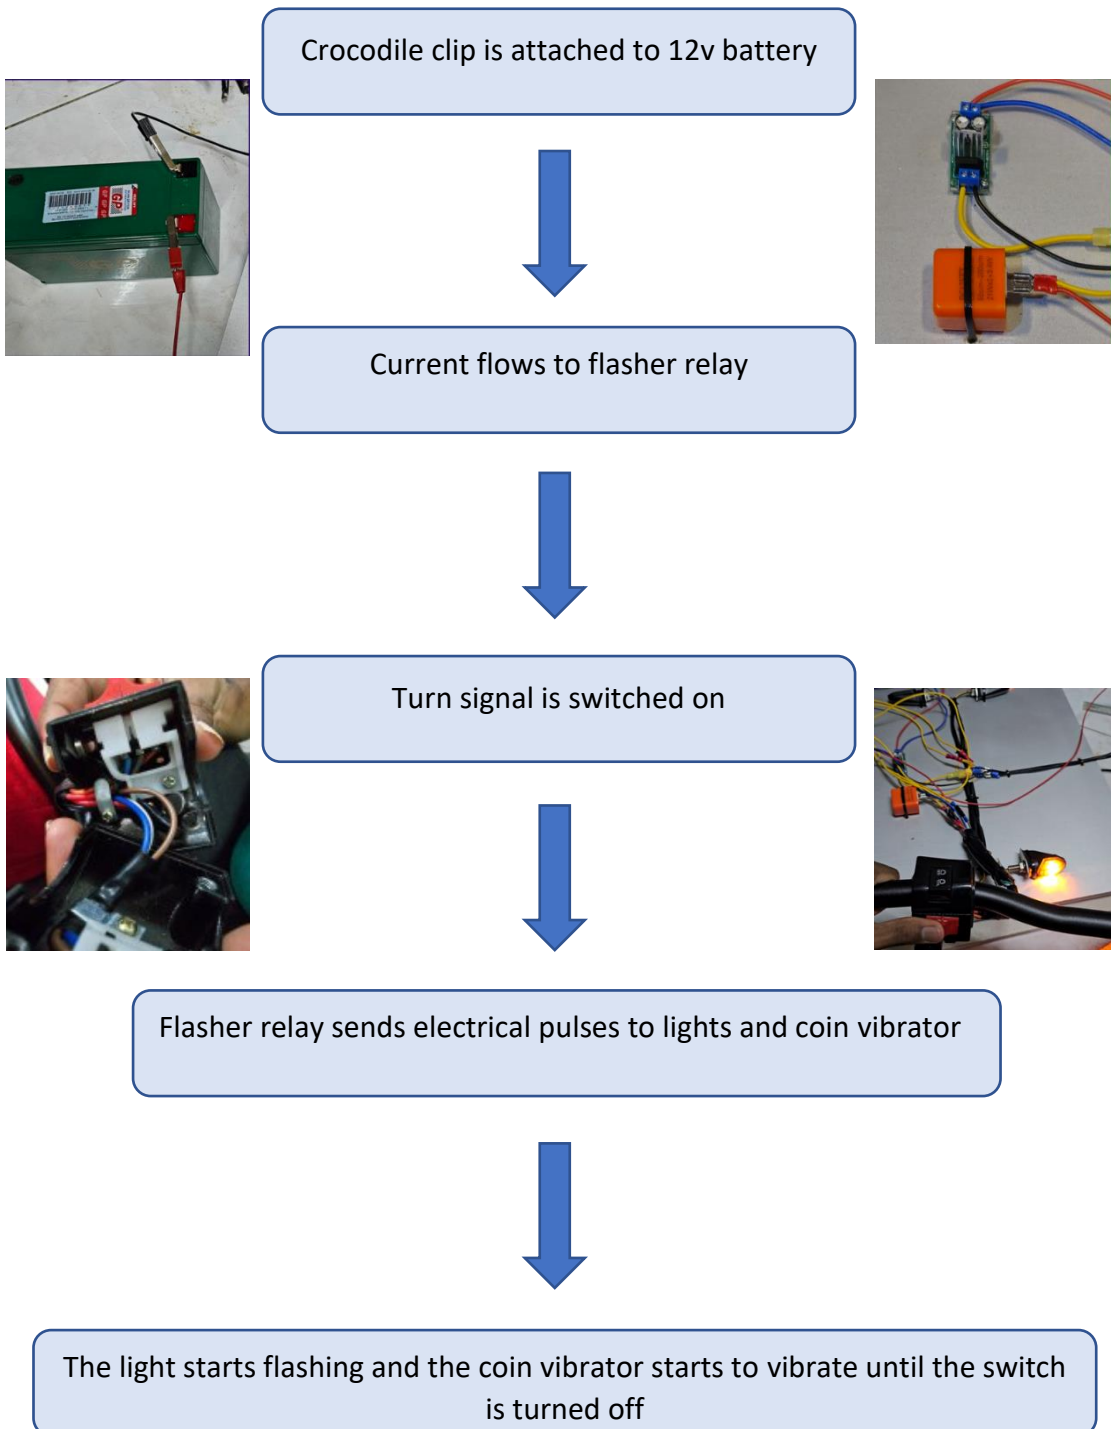 Crocodile clip is attached to 12v battery
GP
Current flows to flasher relay
Turn signal is switched on
Flasher relay sends electrical pulses to lights and coin vibrator
The light starts flashing and the coin vibrator starts to vibrate until the switch
is turned off